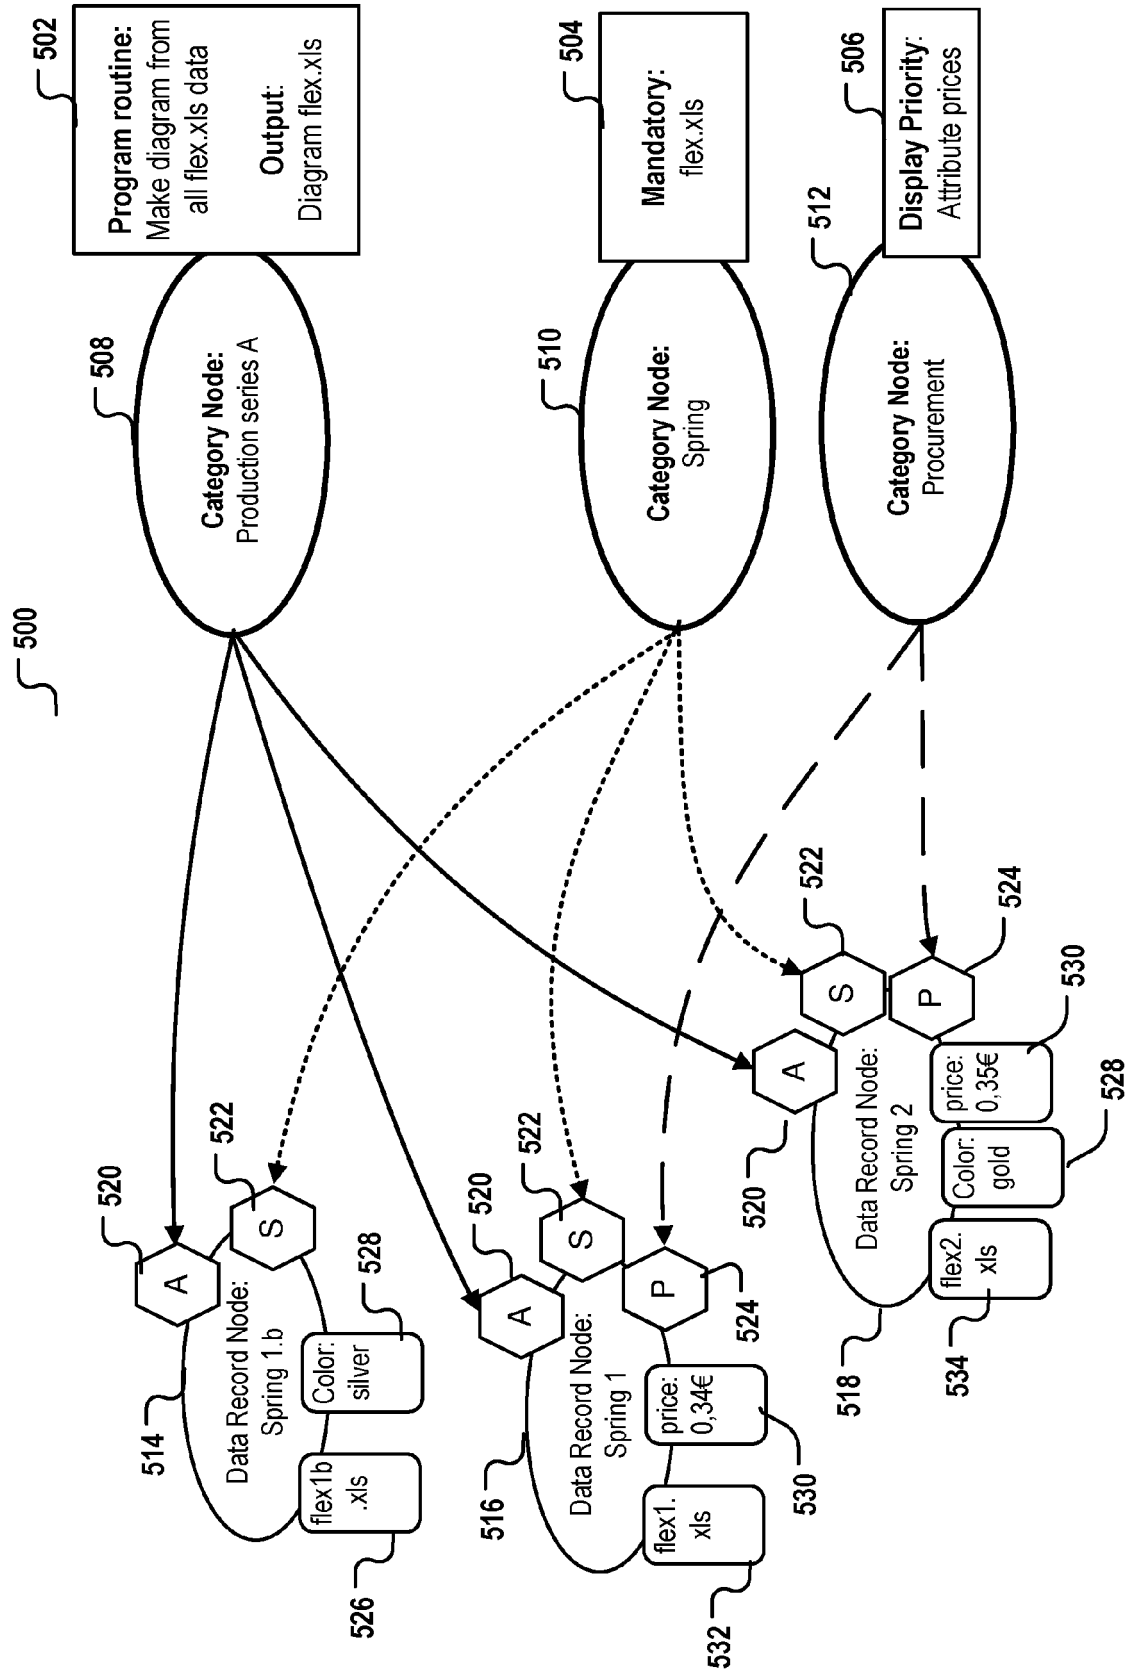 500
502
Program routine:
Make diagram from
all flex.xls data
Output:
Diagram flex.xls
504
Mandatory:
flex.xls
506
Display Priority:
Attribute prices
508
Category Node:
Production series A
510
Category Node:
Spring
512
Category Node:
Procurement
514
520
A
522
S
Data Record Node:
Spring 1.b
528
Color:
silver
flex1b
.xls
526
516
520
A
522
S
P
524
Data Record Node:
Spring 1
price:
0,34€
530
flex1.
xls
532
518
520
A
522
S
P
524
Data Record Node:
Spring 2
price:
0,35€
530
Color:
gold
528
flex2.
xls
534